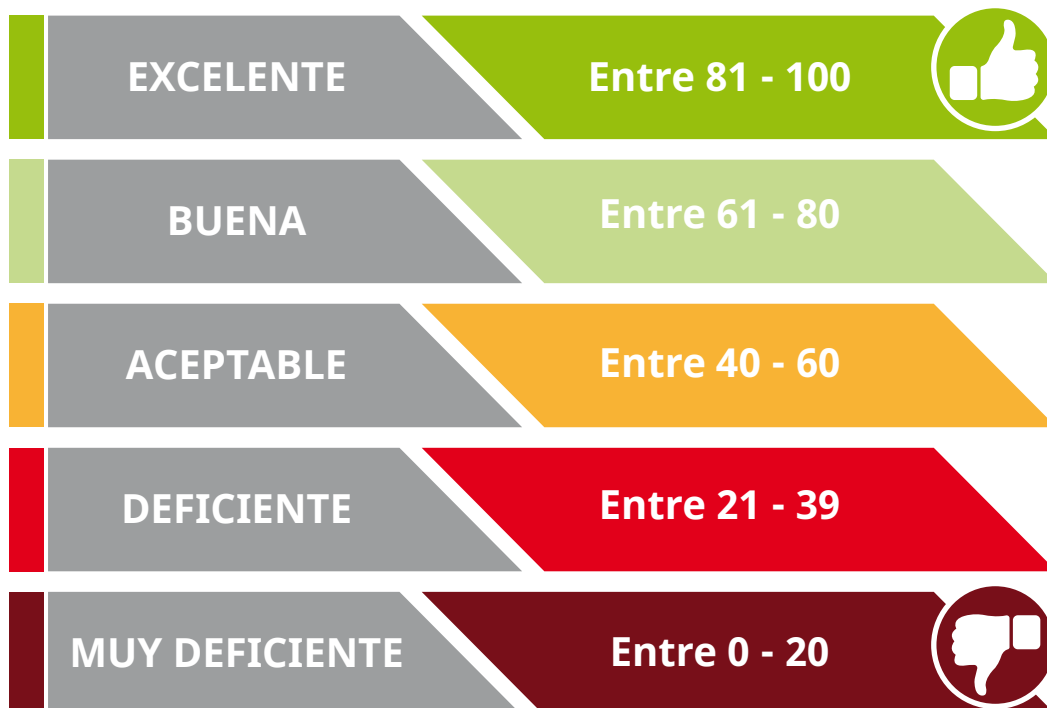 EXCELENTE
Entre 81 - 100
BUENA
Entre 61 - 80
ACEPTABLE
Entre 40 - 60
DEFICIENTE
Entre 21 - 39
MUY DEFICIENTE
Entre 0 - 20